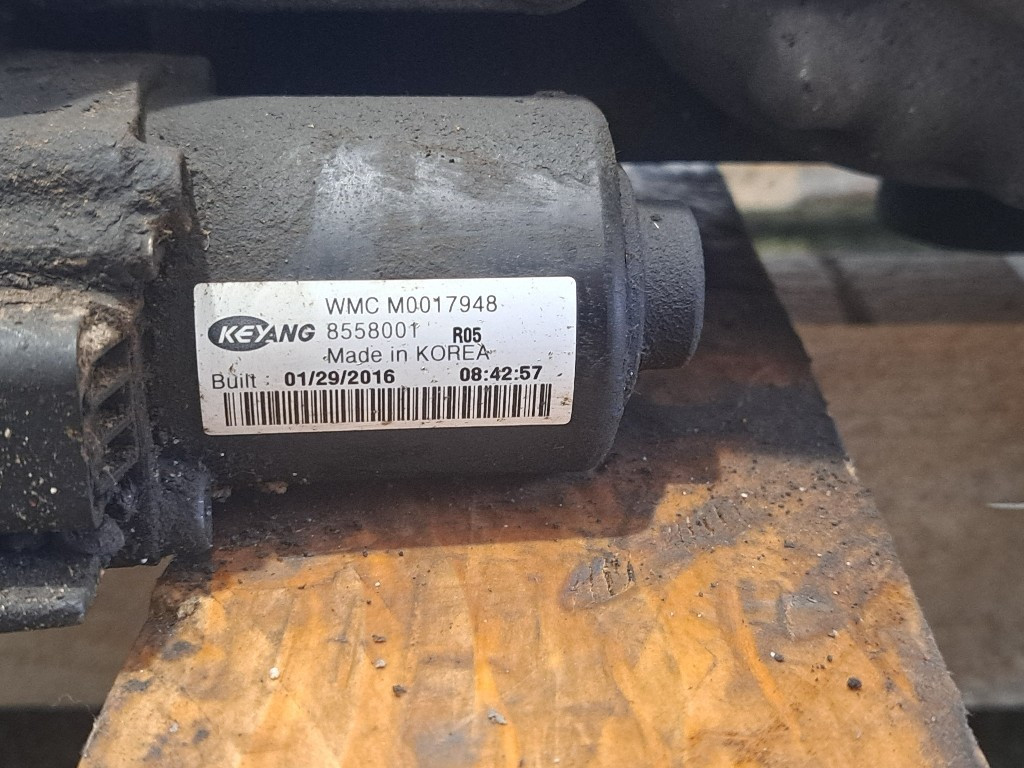 WMC M0017948
KEYANG 8558001 R05
Made in KOREA
Built : 01/29/2016 08:42:57